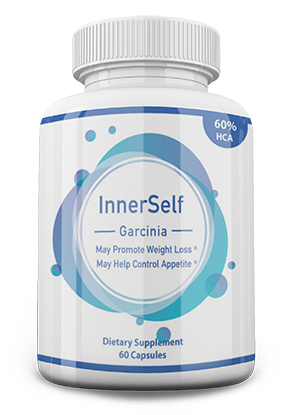 60%
HCA
InnerSelf
Garcinia
May Promote Weight Loss *
May Help Control Appetite *
Dietary Supplement
60 Capsules